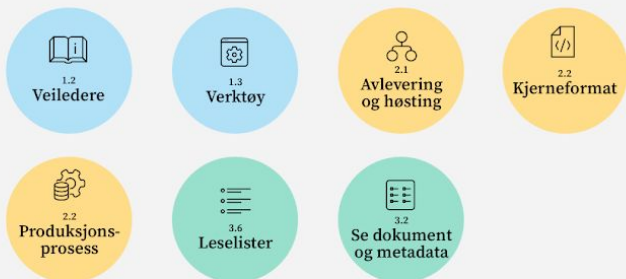 1.2
Veiledere
1.3
Verktøy
2.1
Avlevering
og høsting
2.2
Kjerneformat
2.2
Produksjons-
prosess
3.6
Leselister
3.2
Se dokument
og metadata